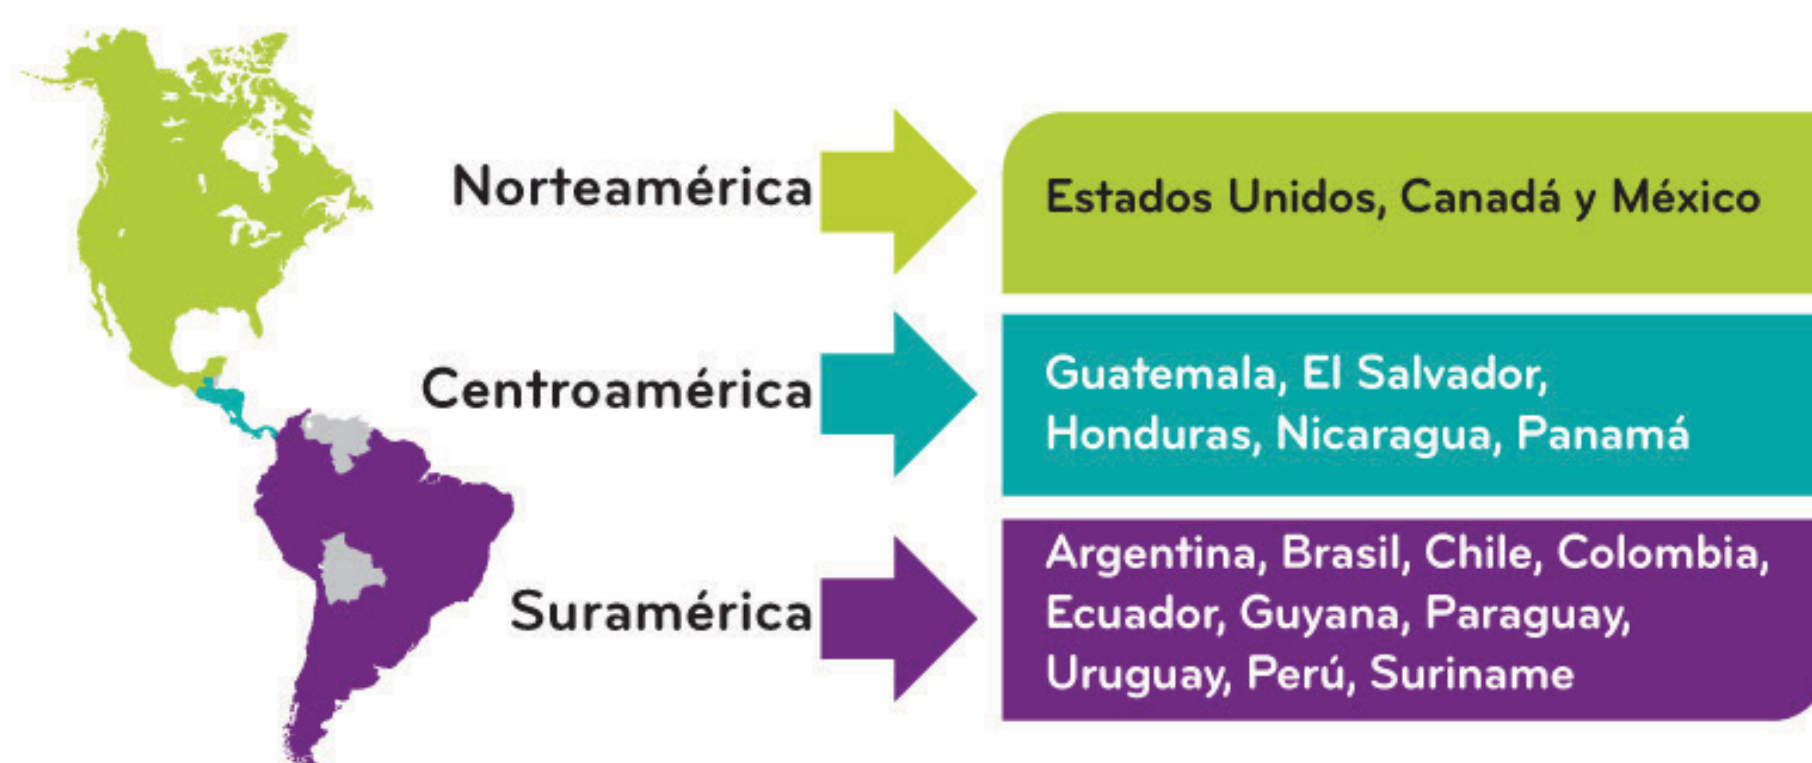 Norteamérica
Estados Unidos, Canadá y México
Centroamérica
Guatemala, El Salvador,
Honduras, Nicaragua, Panamá
Suramérica
Argentina, Brasil, Chile, Colombia,
Ecuador, Guyana, Paraguay,
Uruguay, Perú, Suriname